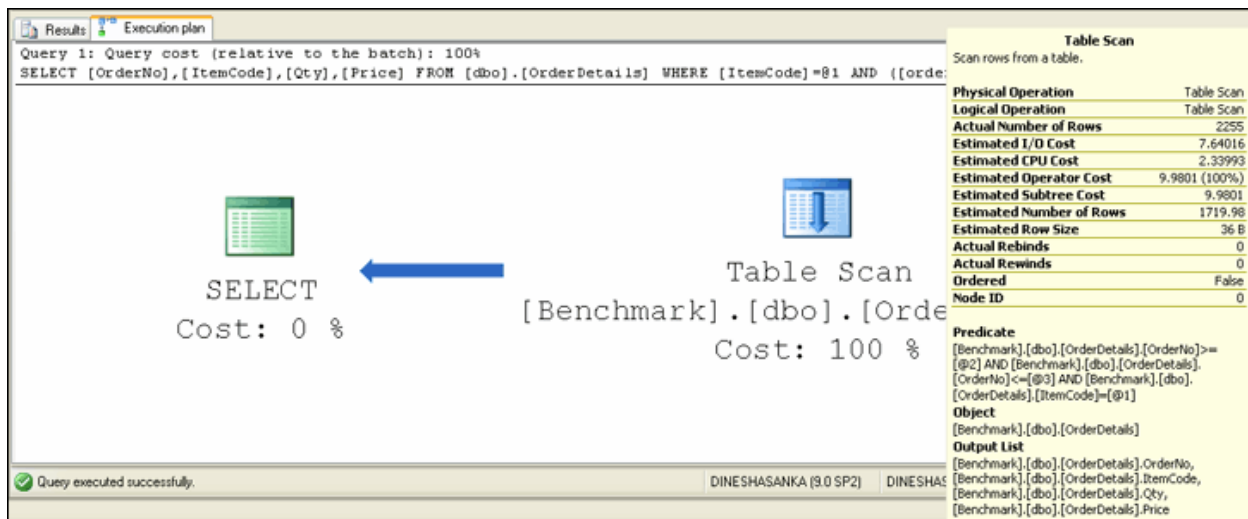 Results Execution plan
Query 1: Query cost (relative to the batch): 100%
SELECT [OrderNo],[ItemCode],[Qty],[Price] FROM [dbo].[OrderDetails] WHERE [ItemCode]=@1 AND ([orde
SELECT
Cost: 0 %
Table Scan
[Benchmark].[dbo].[Orde
Cost: 100 %
Table Scan
Scan rows from a table.
Physical Operation Table Scan
Logical Operation Table Scan
Actual Number of Rows 2255
Estimated I/O Cost 7.64016
Estimated CPU Cost 2.33993
Estimated Operator Cost 9.9801 (100%)
Estimated Subtree Cost 9.9801
Estimated Number of Rows 1719.98
Estimated Row Size 36 B
Actual Rebinds 0
Actual Rewinds 0
Ordered False
Node ID 0
Predicate
[Benchmark].[dbo].[OrderDetails].[OrderNo]>=
[@2] AND [Benchmark].[dbo].[OrderDetails].
[OrderNo]<=[@3] AND [Benchmark].[dbo].
[OrderDetails].[ItemCode]=[@1]
Object
[Benchmark].[dbo].[OrderDetails]
Output List
[Benchmark].[dbo].[OrderDetails].OrderNo,
[Benchmark].[dbo].[OrderDetails].ItemCode,
[Benchmark].[dbo].[OrderDetails].Qty,
[Benchmark].[dbo].[OrderDetails].Price
Query executed successfully. DINESHASANKA (9.0 SP2) DINESHAS